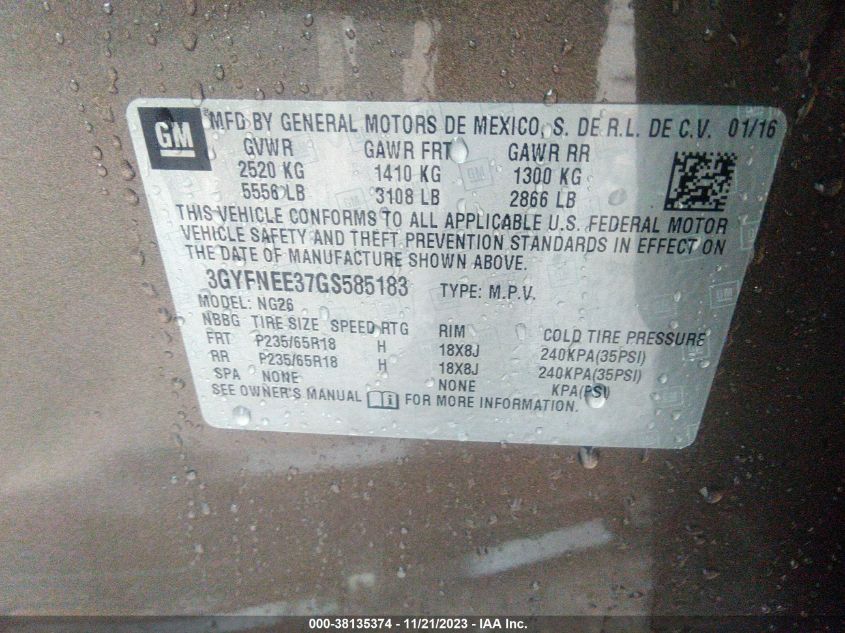 GM
MFD BY GENERAL MOTORS DE MEXICO, S. DE R.L. DE C.V. 01/16
GVWR GAWR FRT GAWR RR
2520 KG 1410 KG 1300 KG
5556 LB 3108 LB 2866 LB
THIS VEHICLE CONFORMS TO ALL APPLICABLE U.S. FEDERAL MOTOR
VEHICLE SAFETY AND THEFT PREVENTION STANDARDS IN EFFECT ON
THE DATE OF MANUFACTURE SHOWN ABOVE.
3GYFNEE37GS585183 TYPE: M.P.V.
MODEL: NG26
NBBG TIRE SIZE SPEED RTG RIM COLD TIRE PRESSURE
FRT P235/65R18 H 18X8J 240KPA(35PSI)
RR P235/65R18 H 18X8J 240KPA(35PSI)
SPA NONE NONE KPA(PSI)
SEE OWNER'S MANUAL FOR MORE INFORMATION.
000-38135374 - 11/21/2023 - IAA Inc.